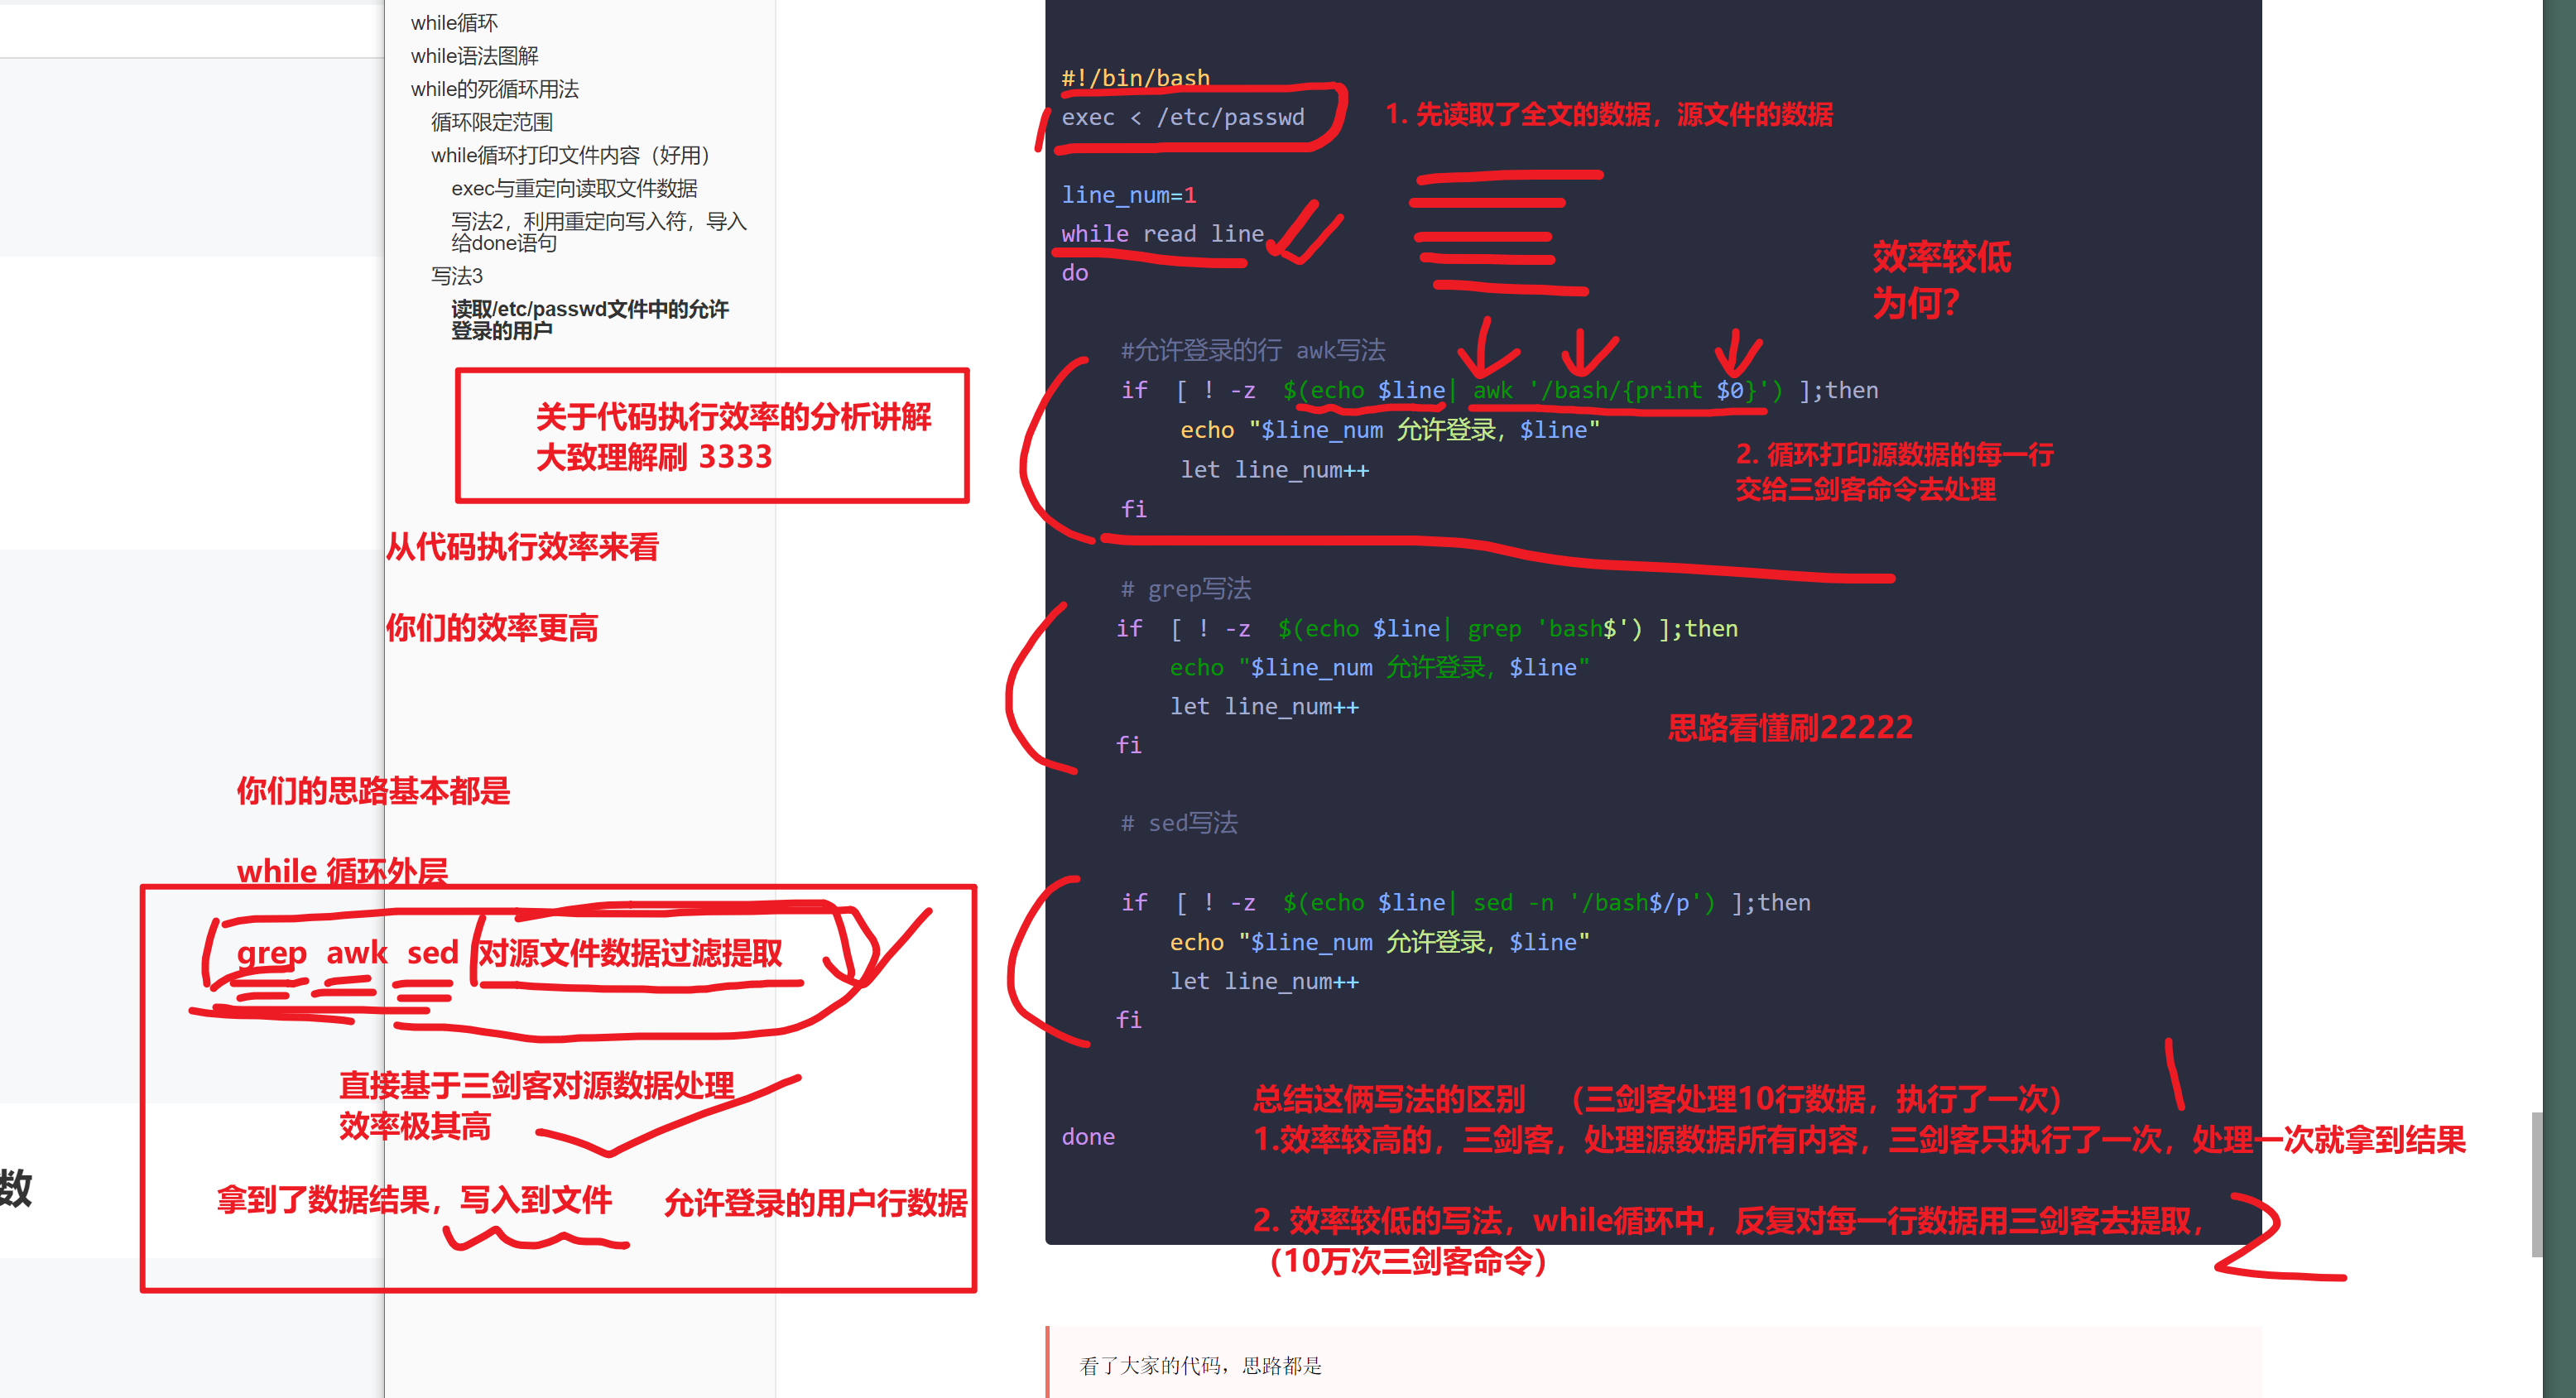 while循环
while语法图解
while的死循环用法
循环限定范围
while循环打印文件内容（好用）
exec与重定向读取文件数据
写法2，利用重定向写入符，导入
给done语句
写法3
读取/etc/passwd文件中的允许
登录的用户
关于代码执行效率的分析讲解
大致理解刷 3333
从代码执行效率来看
你们的效率更高
你们的思路基本都是
while 循环外层
grep awk sed 对源文件数据过滤提取
直接基于三剑客对源数据处理
效率极其高
拿到了数据结果，写入到文件 允许登录的用户行数据
数
#!/bin/bash
exec < /etc/passwd
1. 先读取了全文的数据，源文件的数据
line_num=1
while read line
do
效率较低
为何？
#允许登录的行 awk写法
if [ ! -z $(echo $line| awk '/bash/{print $0}') ];then
echo "$line_num 允许登录，$line"
let line_num++
fi
2. 循环打印源数据的每一行
交给三剑客命令去处理
# grep写法
if [ ! -z $(echo $line| grep 'bash$') ];then
echo "$line_num 允许登录，$line"
let line_num++
fi
思路看懂刷22222
# sed写法
if [ ! -z $(echo $line| sed -n '/bash$/p') ];then
echo "$line_num 允许登录，$line"
let line_num++
fi
done
总结这俩写法的区别 （三剑客处理10行数据，执行了一次）
1.效率较高的，三剑客，处理源数据所有内容，三剑客只执行了一次，处理一次就拿到结果
2. 效率较低的写法，while循环中，反复对每一行数据用三剑客去提取，
（10万次三剑客命令）
看了大家的代码，思路都是